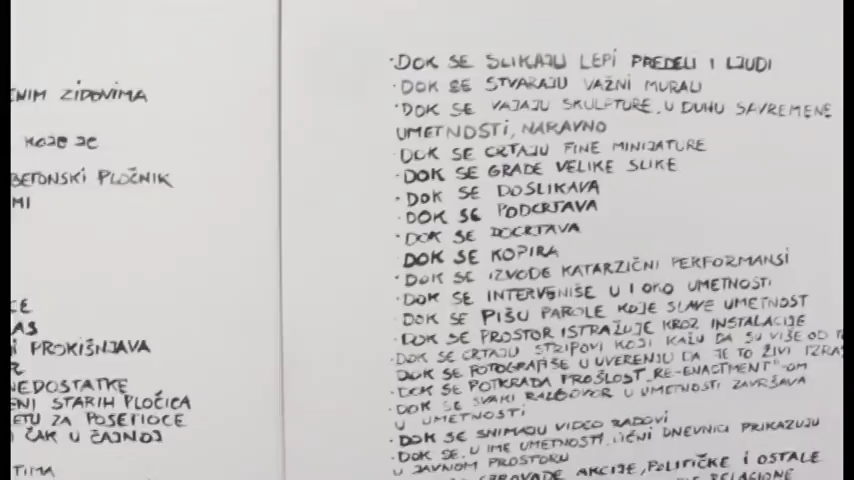 ENIM ZIDOVIMA
KOJE JE
BETONSKI PLOČNIK
MI
CE
AS
I PROKIŠNJAVA
R
NEDOSTATKE
ENI STARIH PLOČICA
ETU ZA POSETIOCE
I ČAK U ČAJNOJ
TIMA
·DOK SE SLIKAJU LEPI PREDELI I LJUDI
·DOK SE STVARAJU VAŽNI MURALI
·DOK SE VAJAJU SKULPTURE, U DUHU SAVREMENE
UMETNOSTI, NARAVNO
·DOK SE CRTAJU FINE MINIJATURE
·DOK SE GRADE VELIKE SLIKE
·DOK SE DOSLIKAVA
·DOK SE PODCRTAVA
·DOK SE DOCRTAVA
DOK SE KOPIRA
·DOK SE IZVODE KATARZIČNI PERFORMANSI
·DOK SE INTERVENIŠE U I OKO UMETNOSTI
DOK SE PIŠU PAROLE KOJE SLAVE UMETNOST
·DOK SE PROSTOR ISTRAŽUJE KROZ INSTALACIJE
·DOK SE CRTAJU STRIPOVI KOJI KAŽU DA SU VIŠE OD TO
DOK SE FOTOGRAFIŠE U UVERENJU DA JE TO ŽIVI IZRAZ
·DOK SE POTKRADA PROŠLOST „RE-ENACTMENT"-OM
·DOK SE SVAKI RAZGOVOR U UMETNOSTI ZAVRŠAVA
U UMETNOSTI
·DOK SE SNIMAJU VIDEO RADOVI
·DOK SE, U IME UMETNOSTI, LIČNI DNEVNICI PRIKAZUJU
U JAVNOM PROSTORU
SPROVODE AKCIJE, POLITIČKE I OSTALE
RELACIONE